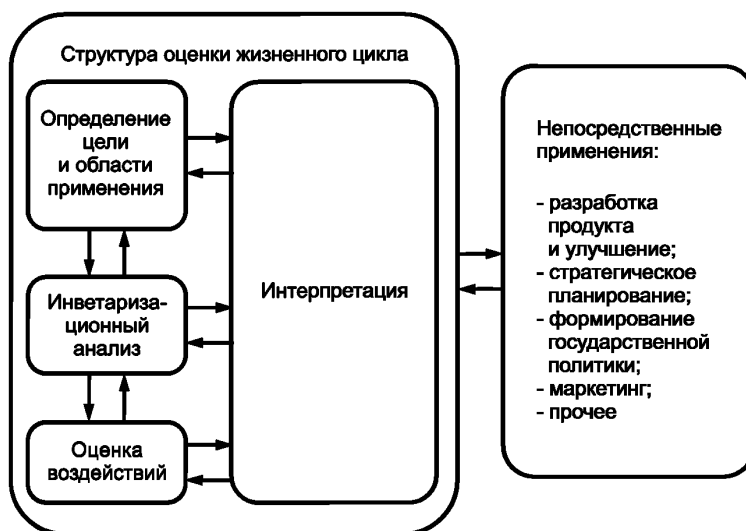 Структура оценки жизненного цикла
Определение
цели
и области
применения
Инветариза-
ционный
анализ
Оценка
воздействий
Интерпретация
Непосредственные
применения:
- разработка
продукта
и улучшение;
- стратегическое
планирование;
- формирование
государственной
политики;
- маркетинг;
- прочее